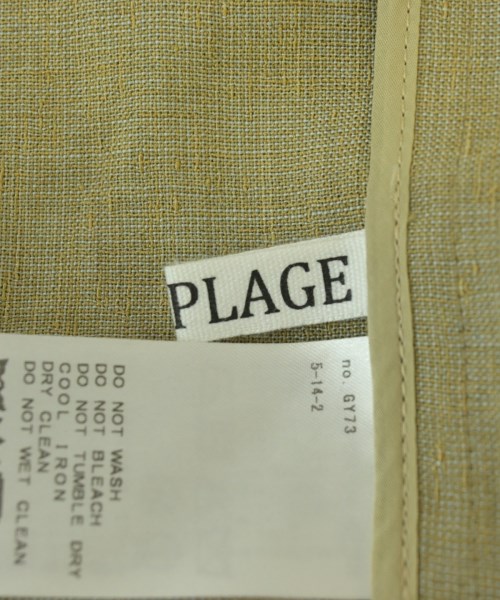 PLAGE
no. GY73
5-14-2
DO NOT WASH
DO NOT BLEACH
DO NOT TUMBLE DRY
COOL IRON
DRY CLEAN
DO NOT WET CLEAN